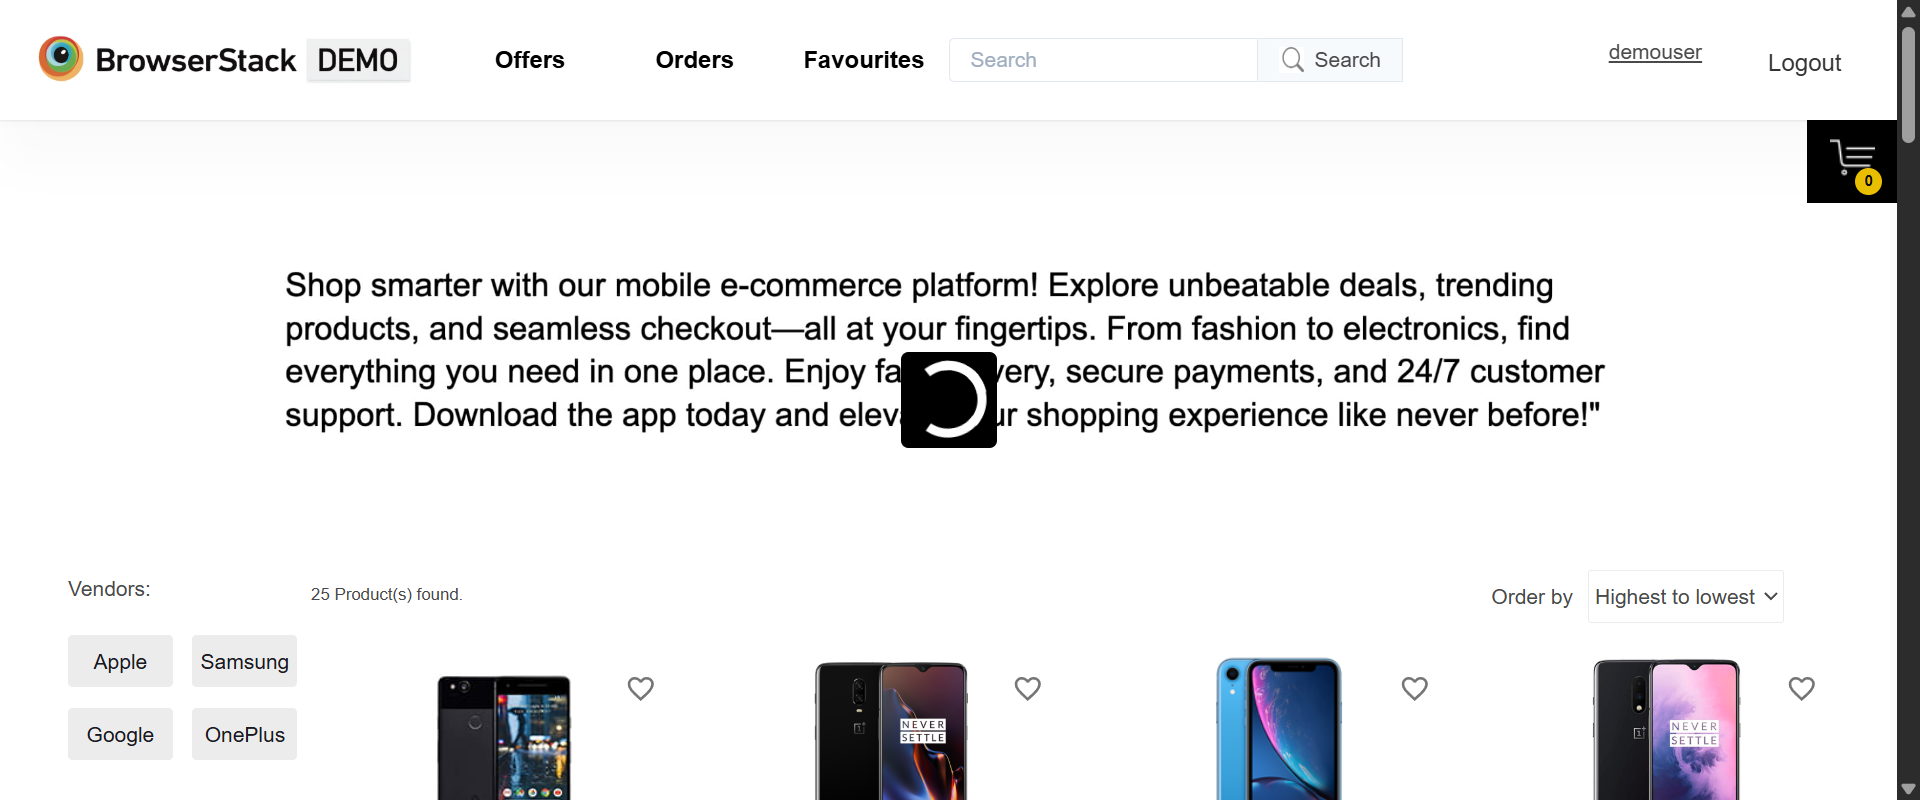 BrowserStack DEMO
Offers
Orders
Favourites
Search
Search
demouser
Logout
0
Shop smarter with our mobile e-commerce platform! Explore unbeatable deals, trending
products, and seamless checkout—all at your fingertips. From fashion to electronics, find
everything you need in one place. Enjoy very, secure payments, and 24/7 customer
support. Download the app today and shopping experience like never before!"
Vendors:
25 Product(s) found.
Order by
Highest to lowest
Apple
Samsung
Google
OnePlus
NEVER
SETTLE
NEVER
SETTLE